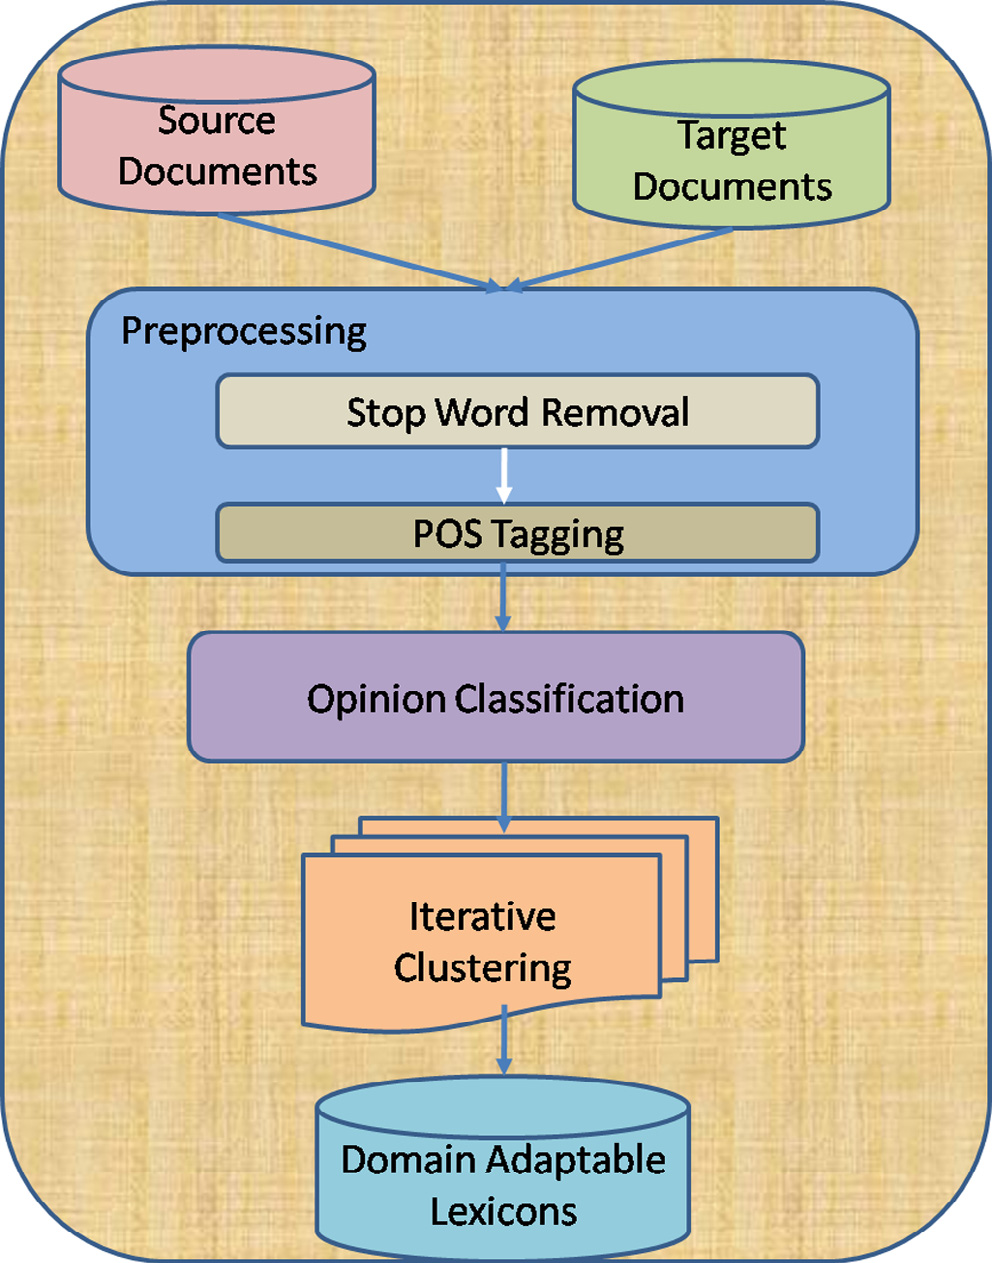 Source
Documents
Target
Documents
Preprocessing
Stop Word Removal
POS Tagging
Opinion Classification
Iterative
Clustering
Domain Adaptable
Lexicons